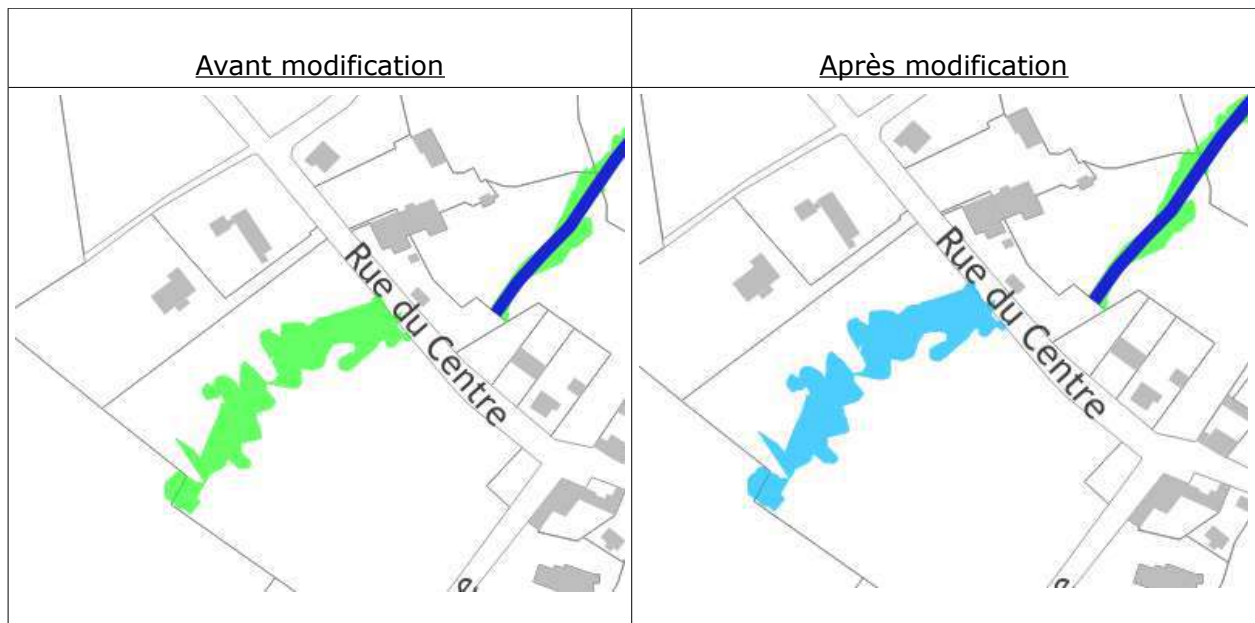 Avant modification
Après modification
Rue du Centre
Rue du Centre